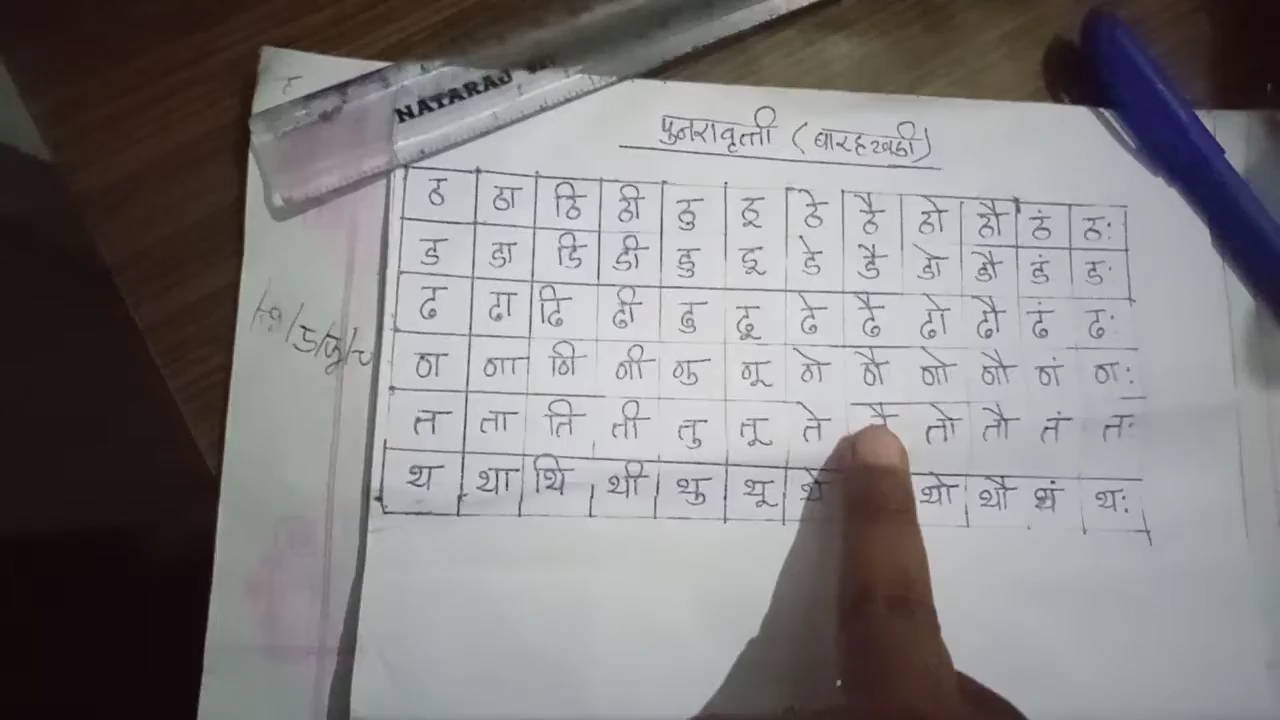 NATARAJ
पुनरावृत्ती (बारहखडी)
ठ ठा ठि ठी ठु ठू ठे ठै ठो ठौ ठं ठः
ड डा डि डी डु डू डे डै डो डौ डं डः
ढ ढा ढि ढी ढु ढू ढे ढै ढो ढौ ढं ढः
ण णा णि णी णु णू णे णै णो णौ णं णः
त ता ति ती तु तू ते तै तो तौ तं तः
थ था थि थी थु थू थे थो थौ थं थः